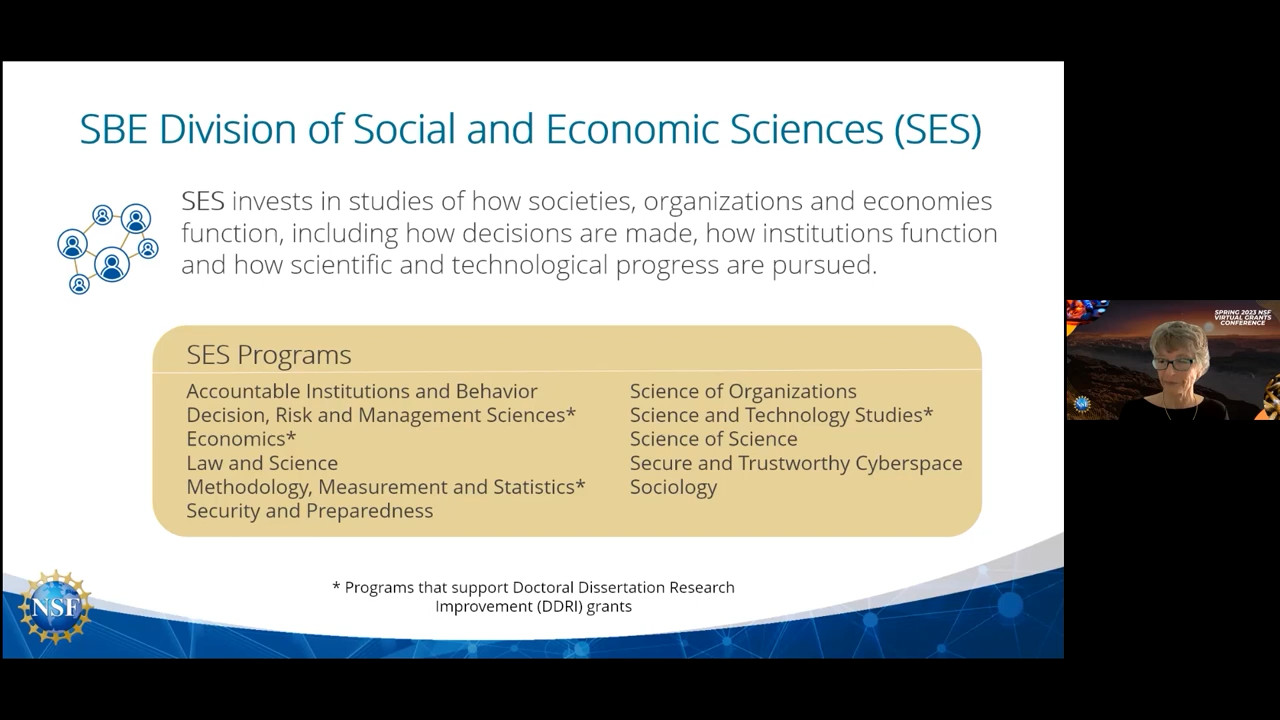 SBE Division of Social and Economic Sciences (SES)
SES invests in studies of how societies, organizations and economies
function, including how decisions are made, how institutions function
and how scientific and technological progress are pursued.
SES Programs
Accountable Institutions and Behavior
Decision, Risk and Management Sciences*
Economics*
Law and Science
Methodology, Measurement and Statistics*
Security and Preparedness
Science of Organizations
Science and Technology Studies*
Science of Science
Secure and Trustworthy Cyberspace
Sociology
* Programs that support Doctoral Dissertation Research
Improvement (DDRI) grants
NSF
SPRING 2023 NSF
VIRTUAL GRANTS
CONFERENCE